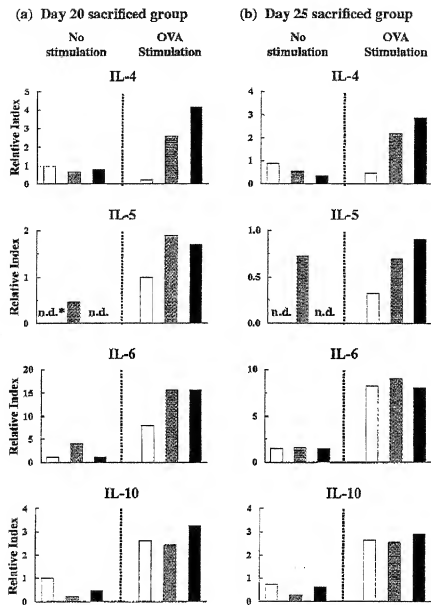 (a) Day 20 sacrificed group
(b) Day 25 sacrificed group
No stimulation
OVA Stimulation
No stimulation
OVA Stimulation
IL-4
IL-4
Relative Index
5
4
3
2
1
0
4
3
2
1
0
IL-5
IL-5
Relative Index
2
1
0
n.d.*
n.d.
1.0
0.5
0.0
n.d.
n.d.
IL-6
IL-6
Relative Index
20
15
10
5
0
10
5
0
IL-10
IL-10
Relative Index
4
3
2
1
0
4
3
2
1
0